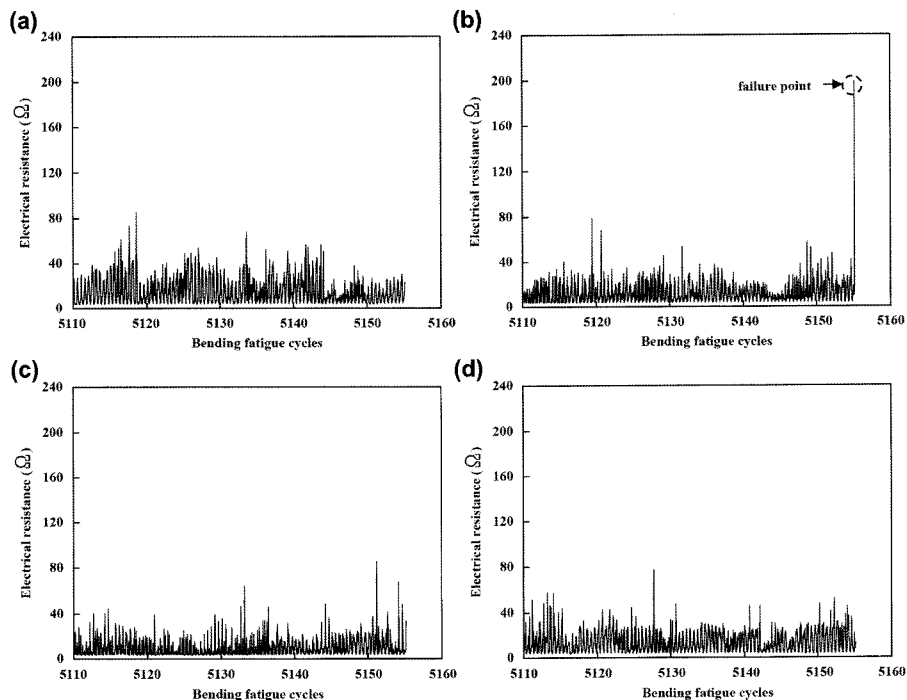 (a)
240
200
160
120
80
40
0
Electrical resistance (Ω)
5110 5120 5130 5140 5150 5160
Bending fatigue cycles
(b)
240
200
160
120
80
40
0
Electrical resistance (Ω)
failure point
5110 5120 5130 5140 5150 5160
Bending fatigue cycles
(c)
240
200
160
120
80
40
0
Electrical resistance (Ω)
5110 5120 5130 5140 5150 5160
Bending fatigue cycles
(d)
240
200
160
120
80
40
0
Electrical resistance (Ω)
5110 5120 5130 5140 5150 5160
Bending fatigue cycles